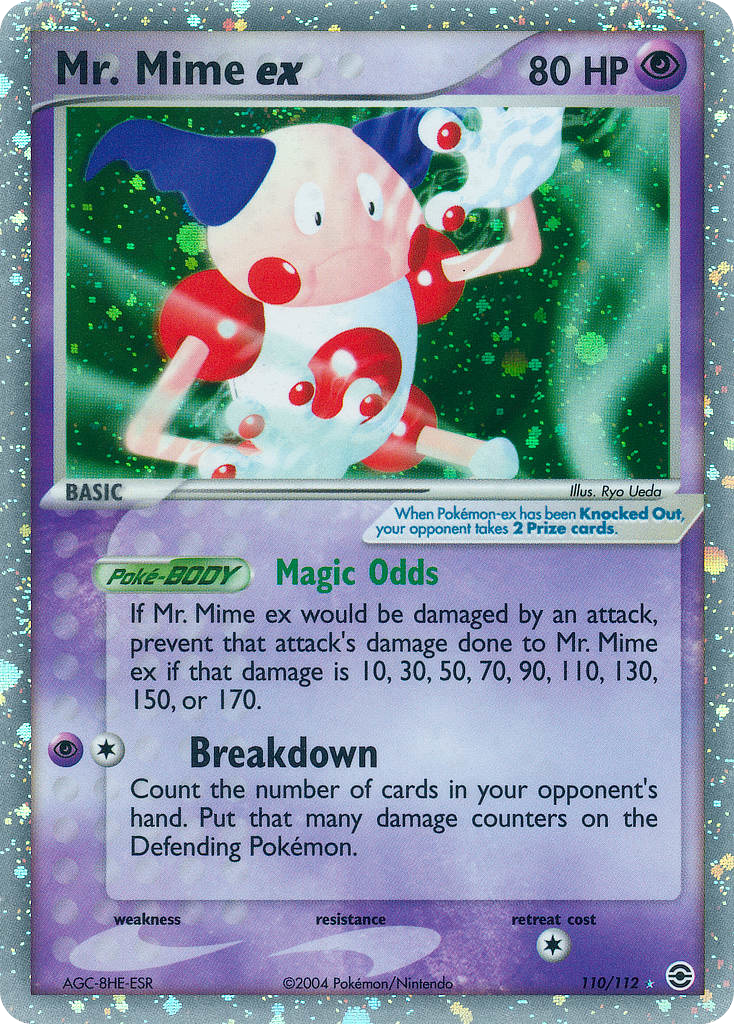 Mr. Mime ex
80 HP
BASIC
Illus. Ryo Ueda
When Pokémon-ex has been Knocked Out,
your opponent takes 2 Prize cards.
Poké-BODY Magic Odds
If Mr. Mime ex would be damaged by an attack,
prevent that attack's damage done to Mr. Mime
ex if that damage is 10, 30, 50, 70, 90, 110, 130,
150, or 170.
Breakdown
Count the number of cards in your opponent's
hand. Put that many damage counters on the
Defending Pokémon.
weakness
resistance
retreat cost
AGC-8HE-ESR
©2004 Pokémon/Nintendo
110/112